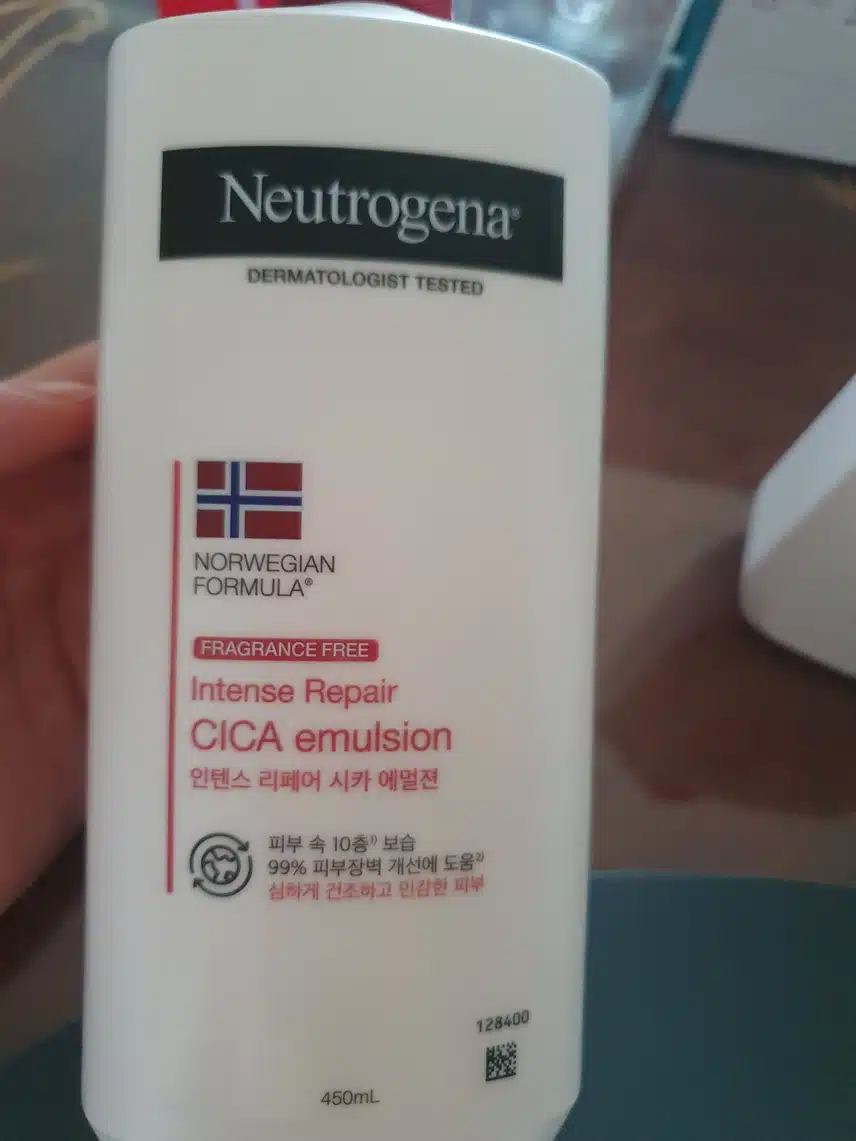 Neutrogena®
DERMATOLOGIST TESTED
NORWEGIAN
FORMULA®
FRAGRANCE FREE
Intense Repair
CICA emulsion
인텐스 리페어 시카 에멀젼
피부 속 10층¹⁾ 보습
99% 피부장벽 개선에 도움²⁾
심하게 건조하고 민감한 피부
128400
450mL